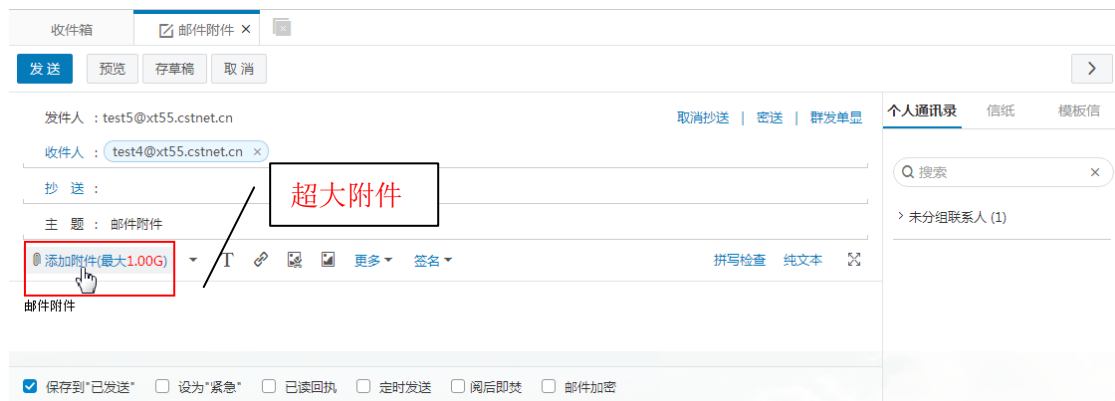 收件箱 邮件附件 ×
发 送 预览 存草稿 取 消
发件人 : test5@xt55.cstnet.cn 取消抄送 | 密送 | 群发单显
收件人 : test4@xt55.cstnet.cn ×
抄 送 :
超大附件
主 题 : 邮件附件
添加附件(最大1.00G) T 更多 签名 拼写检查 纯文本
邮件附件
保存到"已发送" 设为"紧急" 已读回执 定时发送 阅后即焚 邮件加密
个人通讯录 信纸 模板信
搜索 ×
未分组联系人 (1)